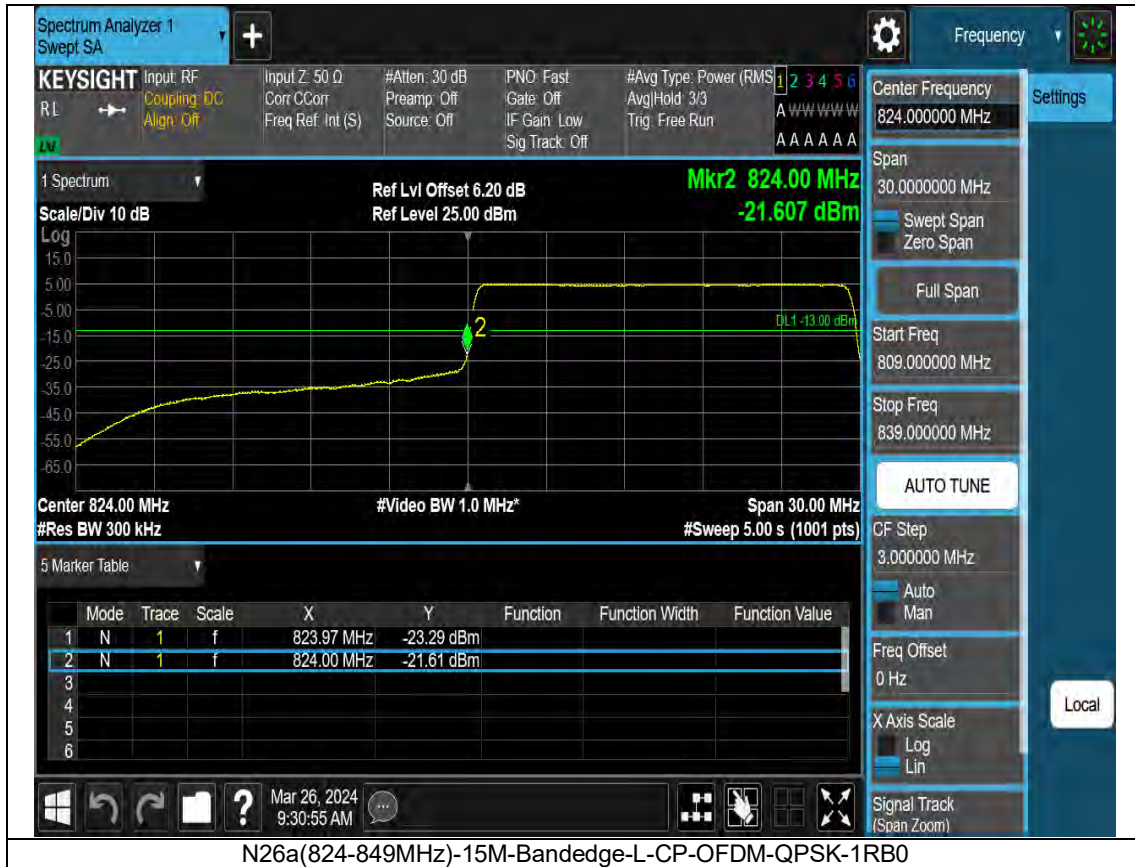 Spectrum Analyzer 1
Swept SA
+
Frequency
KEYSIGHT
RL
LVI
Input: RF
Coupling: DC
Align: Off
Input Z: 50 Ω
Corr CCorr
Freq Ref: Int (S)
#Atten: 30 dB
Preamp: Off
Source: Off
PNO: Fast
Gate: Off
IF Gain: Low
Sig Track: Off
#Avg Type: Power (RMS
Avg|Hold: 3/3
Trig: Free Run
1 2 3 4 5 6
A W W W W W
A A A A A A
1 Spectrum
Scale/Div 10 dB
Log
Ref Lvl Offset 6.20 dB
Ref Level 25.00 dBm
Mkr2 824.00 MHz
-21.607 dBm
15.0
5.00
-5.00
-15.0
-25.0
-35.0
-45.0
-55.0
-65.0
2
DL1 -13.00 dBm
Center 824.00 MHz
#Res BW 300 kHz
#Video BW 1.0 MHz*
Span 30.00 MHz
#Sweep 5.00 s (1001 pts)
5 Marker Table
Mode Trace Scale X Y Function Function Width Function Value
1 N 1 f 823.97 MHz -23.29 dBm
2 N 1 f 824.00 MHz -21.61 dBm
3
4
5
6
?
Mar 26, 2024
9:30:55 AM
Center Frequency
824.000000 MHz
Settings
Span
30.0000000 MHz
Swept Span
Zero Span
Full Span
Start Freq
809.000000 MHz
Stop Freq
839.000000 MHz
AUTO TUNE
CF Step
3.000000 MHz
Auto
Man
Freq Offset
0 Hz
X Axis Scale
Log
Lin
Signal Track
(Span Zoom)
Local
N26a(824-849MHz)-15M-Bandedge-L-CP-OFDM-QPSK-1RB0